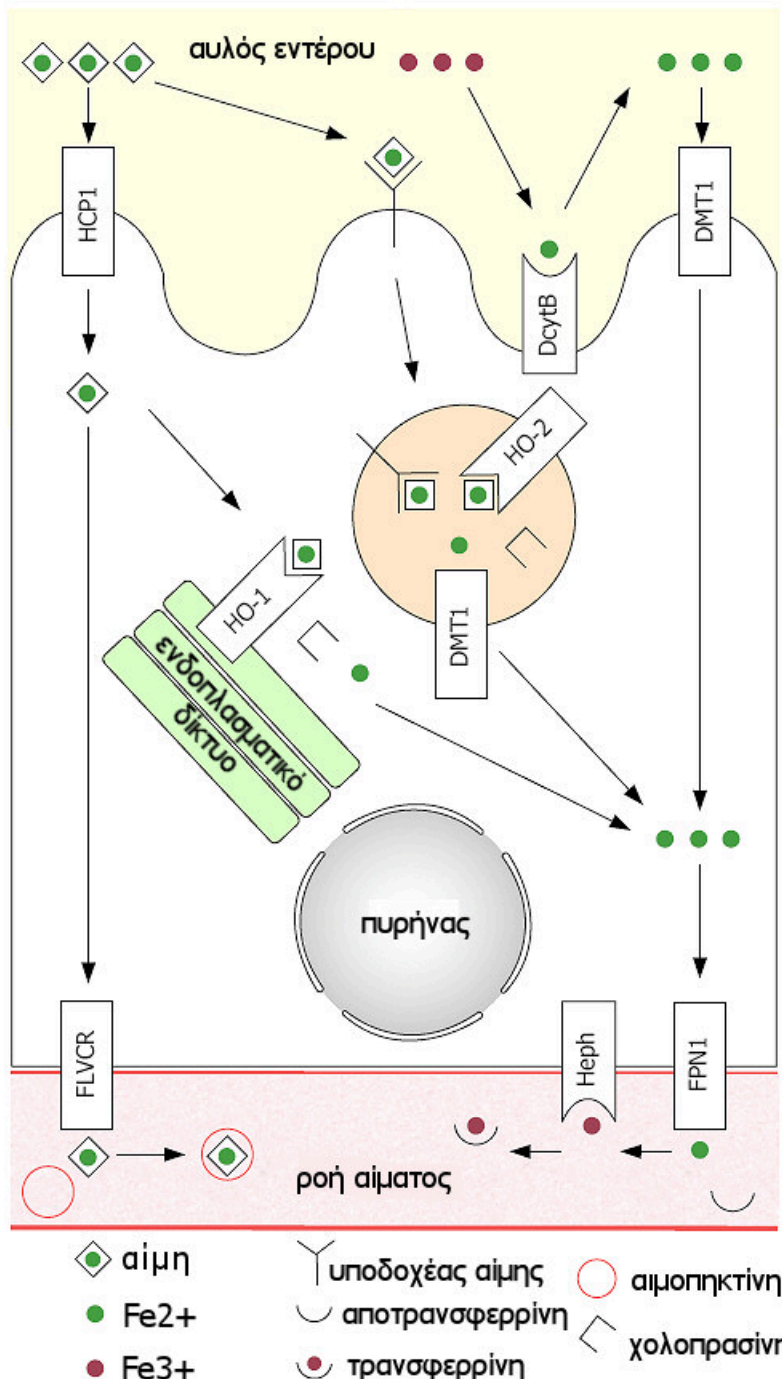 αυλός εντέρου
HCP1
DMT1
DcytB
HO-2
HO-1
DMT1
ενδοπλασματικό
δίκτυο
πυρήνας
FLVCR
Heph
FPN1
ροή αίματος
αίμη
Fe2+
Fe3+
υποδοχέας αίμης
αποτρανσφερρίνη
τρανσφερρίνη
αιμοπηκτίνη
χολοπρασίνη